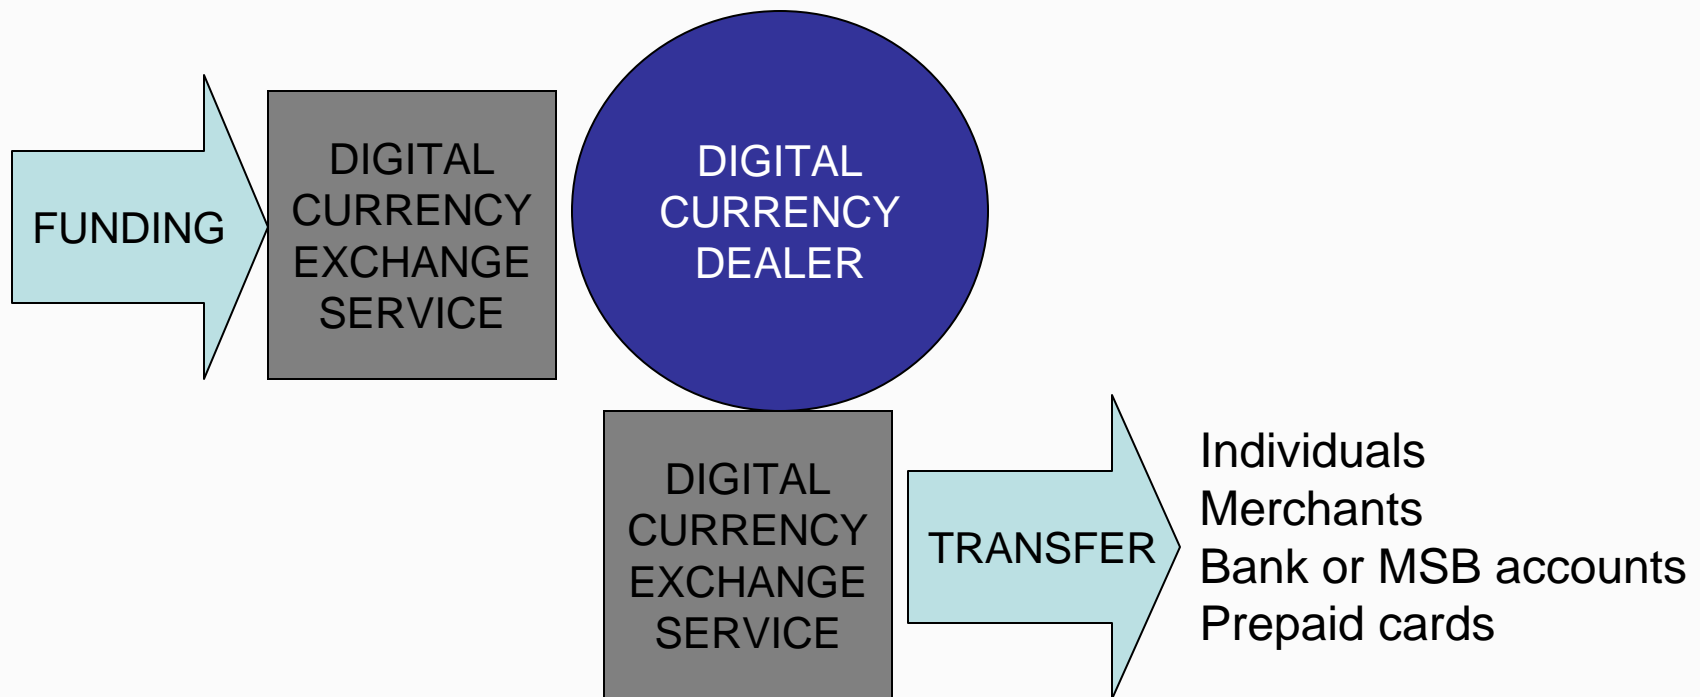 FUNDING
DIGITAL
CURRENCY
EXCHANGE
SERVICE
DIGITAL
CURRENCY
DEALER
DIGITAL
CURRENCY
EXCHANGE
SERVICE
TRANSFER
Individuals
Merchants
Bank or MSB accounts
Prepaid cards